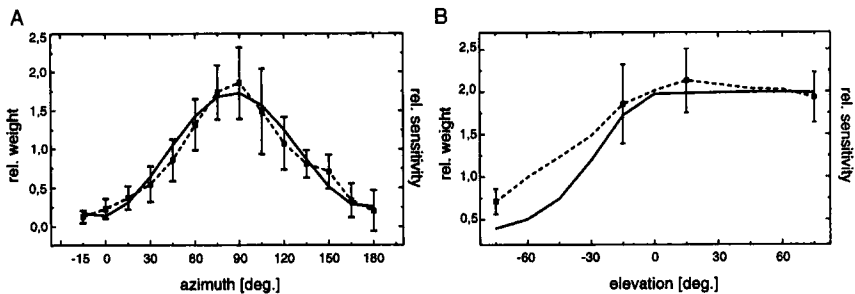 A
2,5
2,0
1,5
1,0
0,5
0,0
rel. weight
rel. sensitivity
-15 0 30 60 90 120 150 180
azimuth [deg.]
B
2,5
2,0
1,5
1,0
0,5
rel. weight
rel. sensitivity
-60 -30 0 30 60
elevation [deg.]